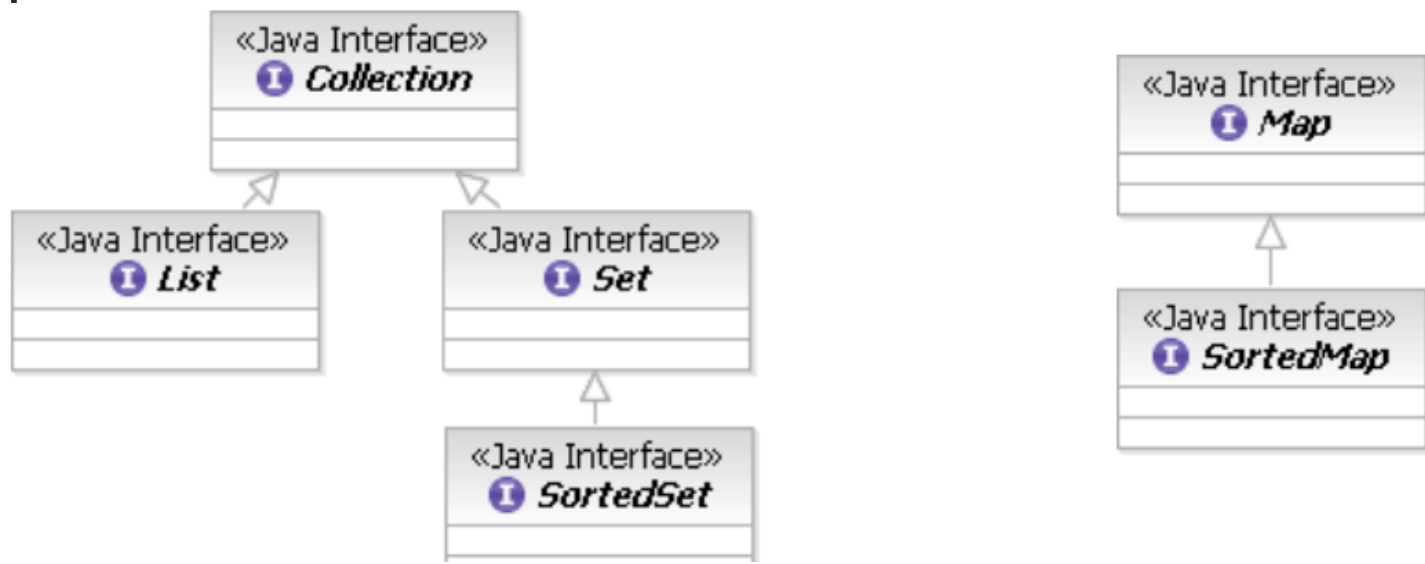 «Java Interface»
I Collection
«Java Interface»
I Map
«Java Interface»
I List
«Java Interface»
I Set
«Java Interface»
I SortedMap
«Java Interface»
I SortedSet